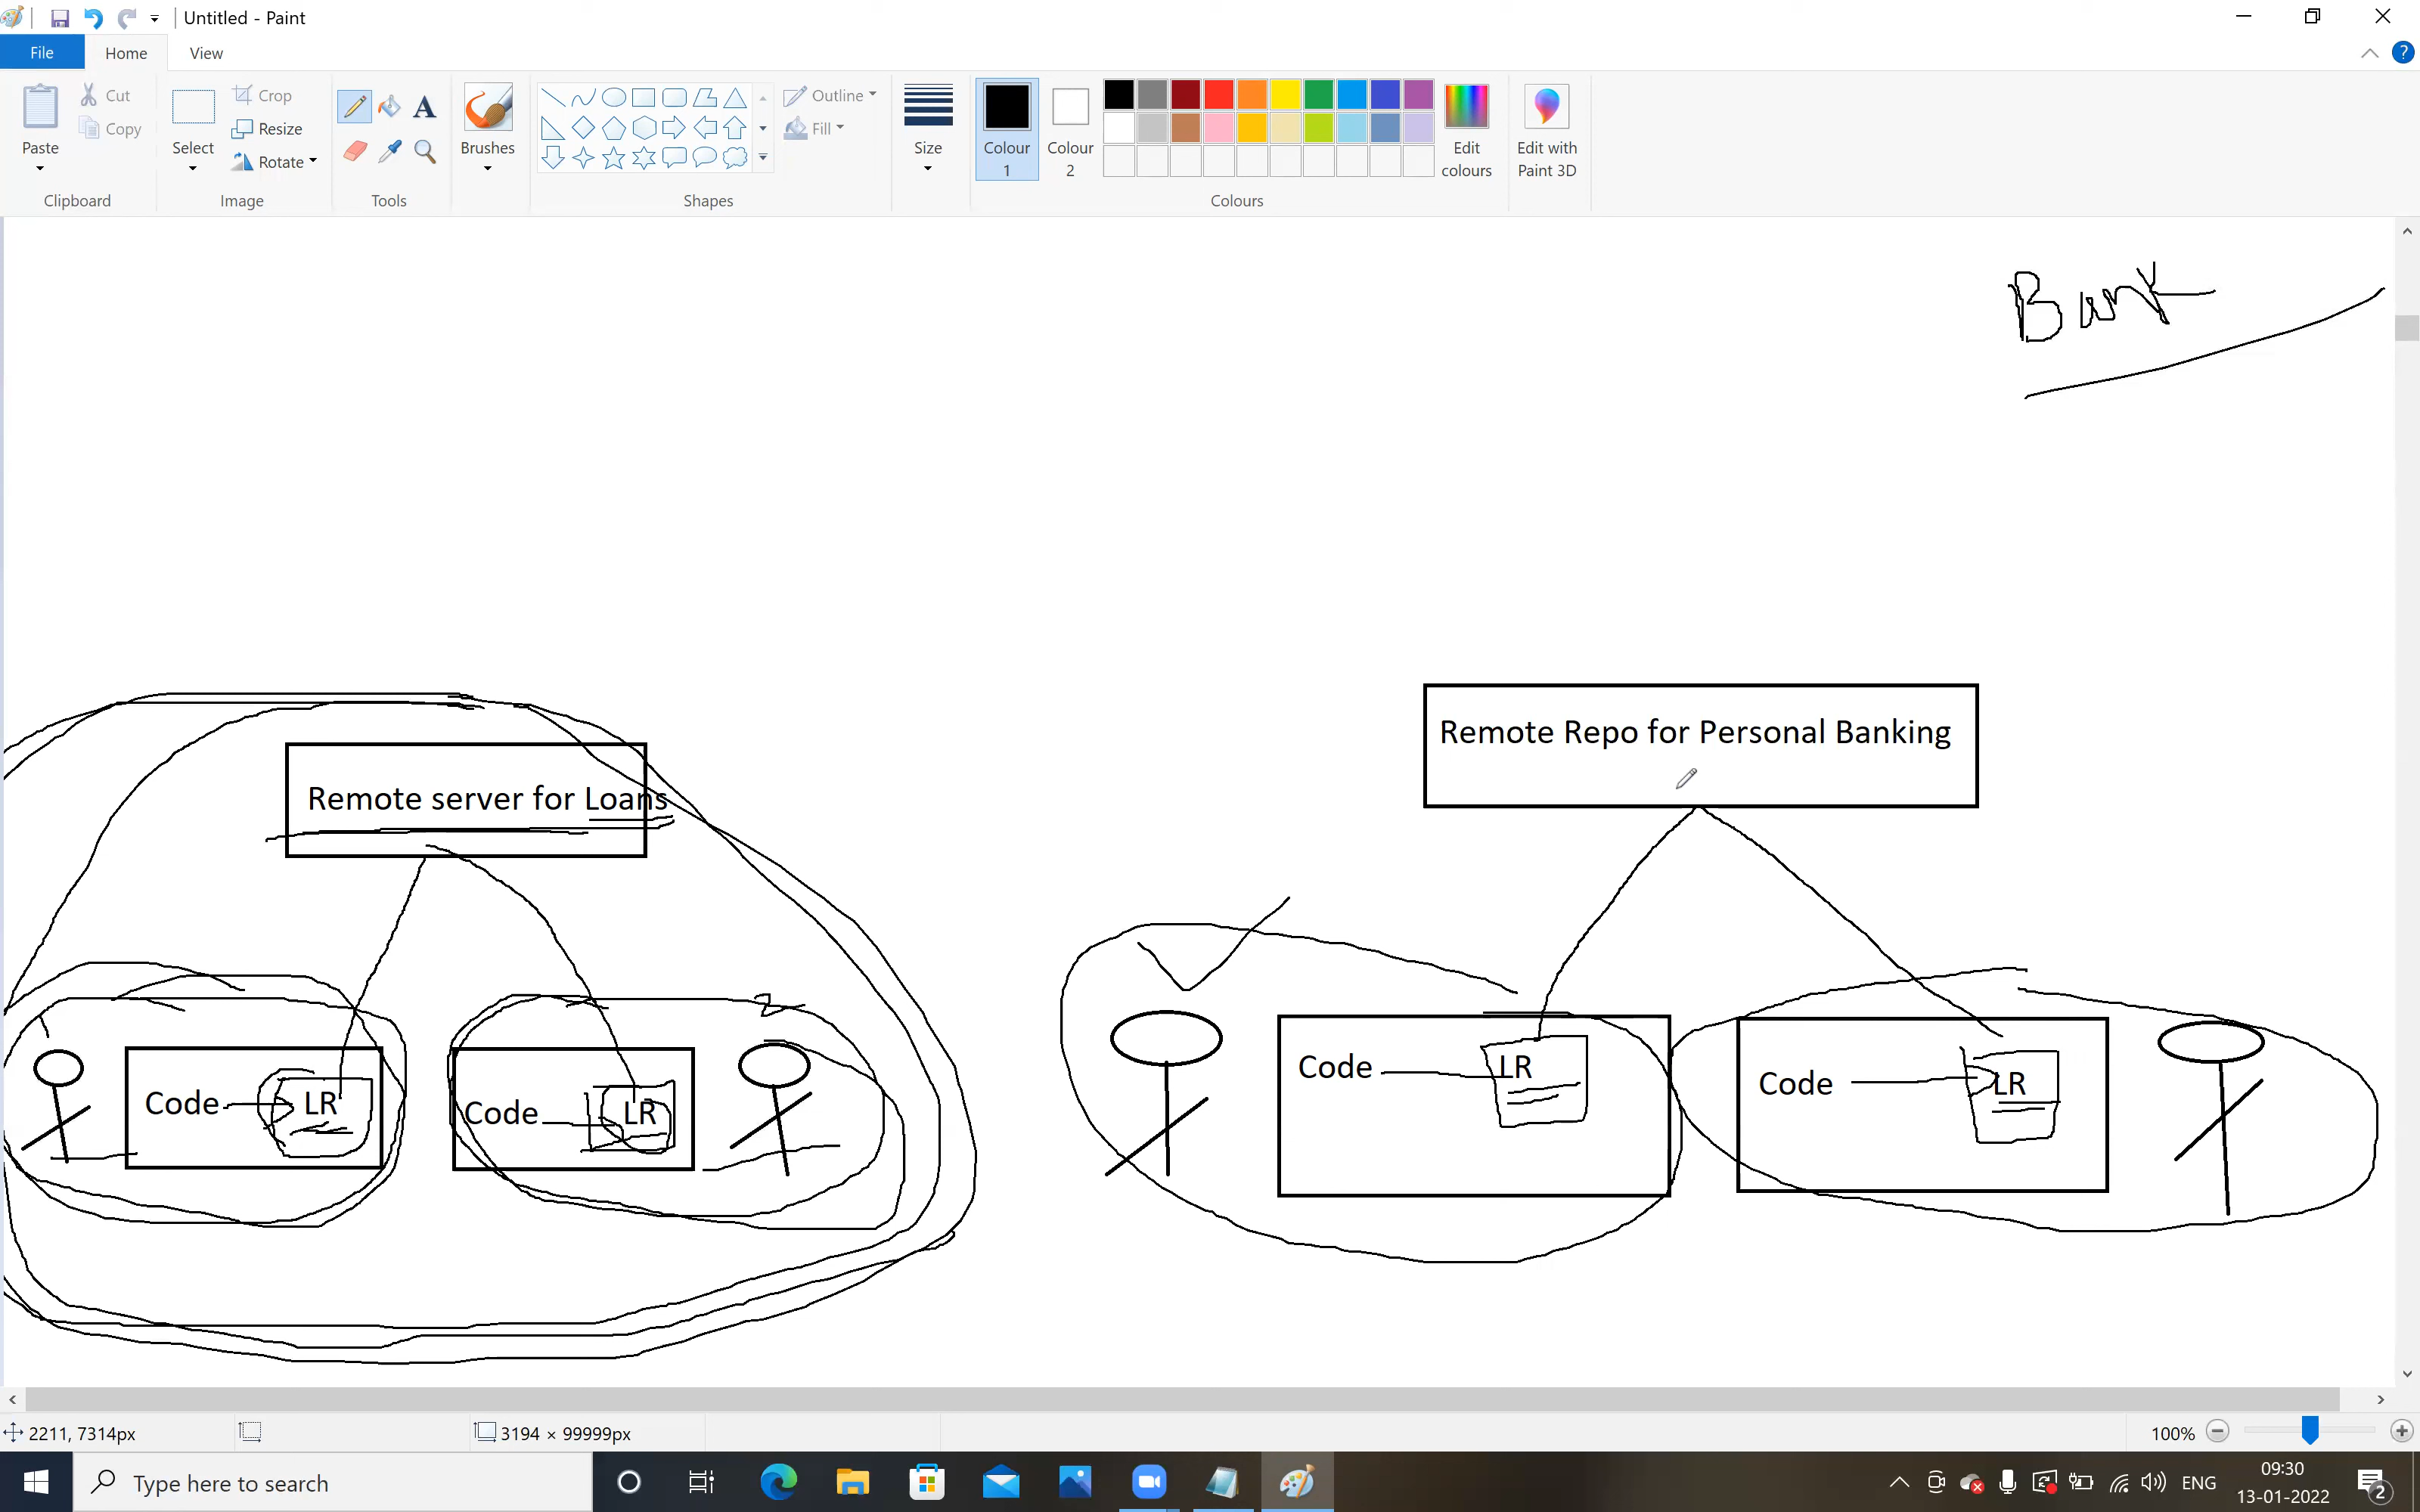 Untitled - Paint
File
Home
View
Paste
Cut
Copy
Clipboard
Select
Crop
Resize
Rotate
Image
Tools
Brushes
Shapes
Outline
Fill
Size
Colour
1
Colour
2
Colours
Edit
colours
Edit with
Paint 3D
Bank
Remote server for Loans
Remote Repo for Personal Banking
Code
LR
Code
LR
Code
LR
Code
LR
2211, 7314px
3194 × 99999px
100%
Type here to search
ENG
09:30
13-01-2022
2